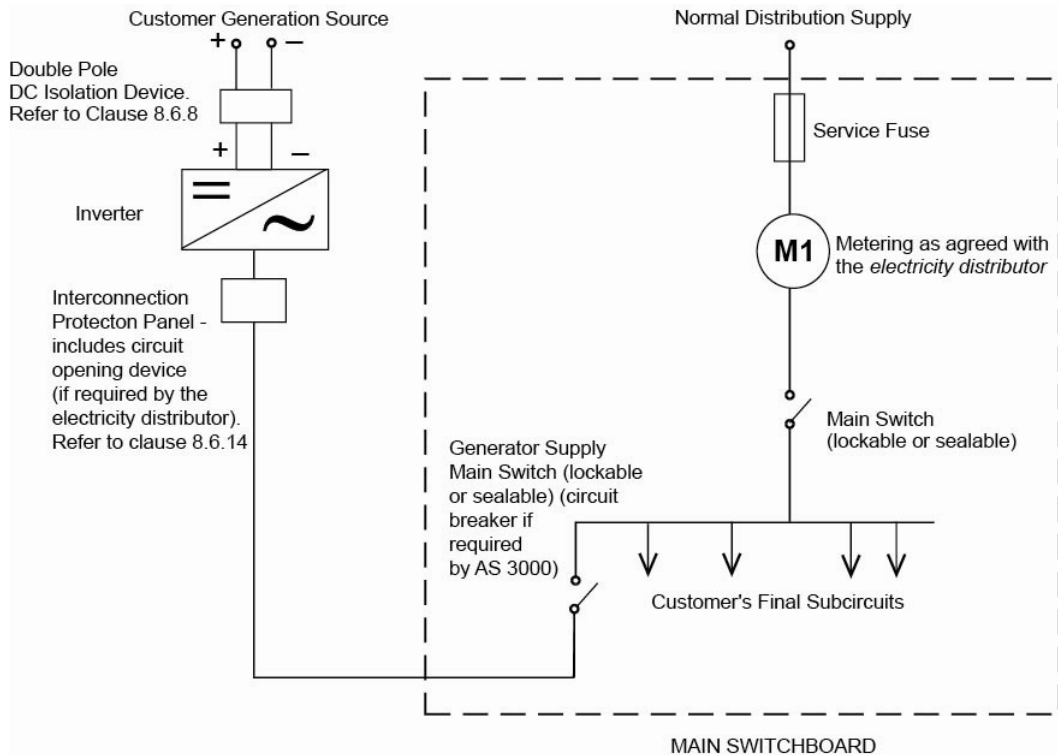 Customer Generation Source
+
–
Double Pole
DC Isolation Device.
Refer to Clause 8.6.8
+
–
Inverter
=
~
Interconnection
Protecton Panel -
includes circuit
opening device
(if required by the
electricity distributor).
Refer to clause 8.6.14
Normal Distribution Supply
Service Fuse
M1
Metering as agreed with
the electricity distributor
Main Switch
(lockable or sealable)
Generator Supply
Main Switch (lockable
or sealable) (circuit
breaker if
required
by AS 3000)
Customer's Final Subcircuits
MAIN SWITCHBOARD